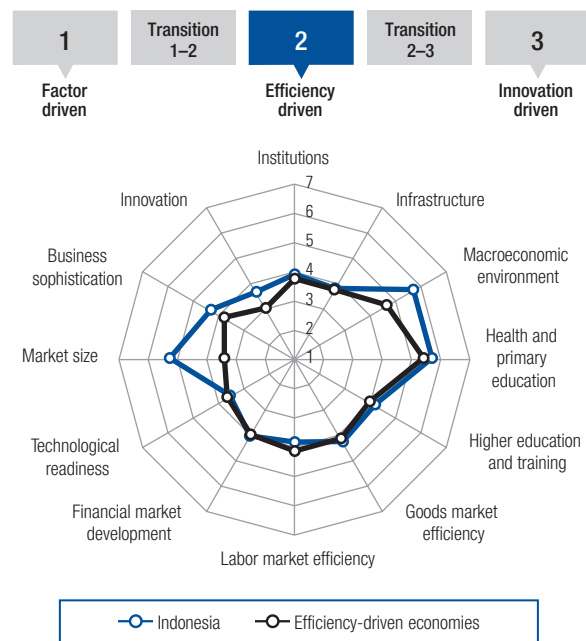 1
Transition
1–2
2
Transition
2–3
3
Factor
driven
Efficiency
driven
Innovation
driven
Institutions
7
6
5
4
3
2
1
Innovation
Infrastructure
Business
sophistication
Macroeconomic
environment
Market size
Health and
primary
education
Technological
readiness
Higher education
and training
Financial market
development
Goods market
efficiency
Labor market efficiency
Indonesia
Efficiency-driven economies